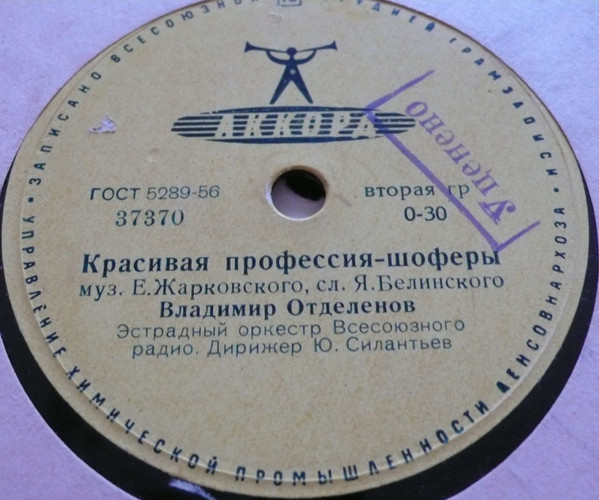 ЗАПИСАНО ВСЕСОЮЗНОЙ СТУДИЕЙ ГРАМЗАПИСИ
АККОРД
Уценено
ГОСТ 5289-56
вторая гр
37370
0-30
Красивая профессия-шоферы
муз. Е.Жарковского, сл. Я.Белинского
Владимир Отделенов
Эстрадный оркестр Всесоюзного
радио. Дирижер Ю. Силантьев
УПРАВЛЕНИЕ ХИМИЧЕСКОЙ ПРОМЫШЛЕННОСТИ ЛЕНСОВНАРХОЗА